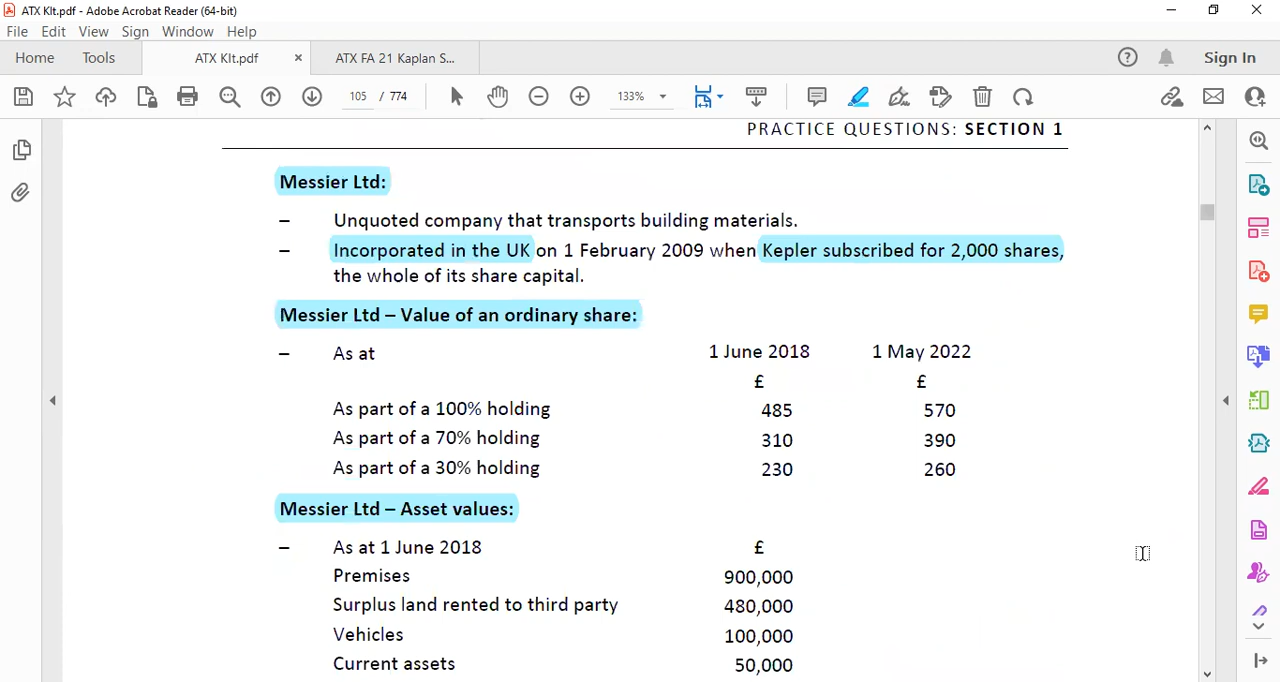 ATX KIt.pdf - Adobe Acrobat Reader (64-bit)
File Edit View Sign Window Help
Home Tools ATX KIt.pdf × ATX FA 21 Kaplan S... Sign In
105 / 774 133%
PRACTICE QUESTIONS: SECTION 1
Messier Ltd:
– Unquoted company that transports building materials.
– Incorporated in the UK on 1 February 2009 when Kepler subscribed for 2,000 shares,
the whole of its share capital.
Messier Ltd – Value of an ordinary share:
– As at 1 June 2018 1 May 2022
£ £
As part of a 100% holding 485 570
As part of a 70% holding 310 390
As part of a 30% holding 230 260
Messier Ltd – Asset values:
– As at 1 June 2018 £
Premises 900,000
Surplus land rented to third party 480,000
Vehicles 100,000
Current assets 50,000